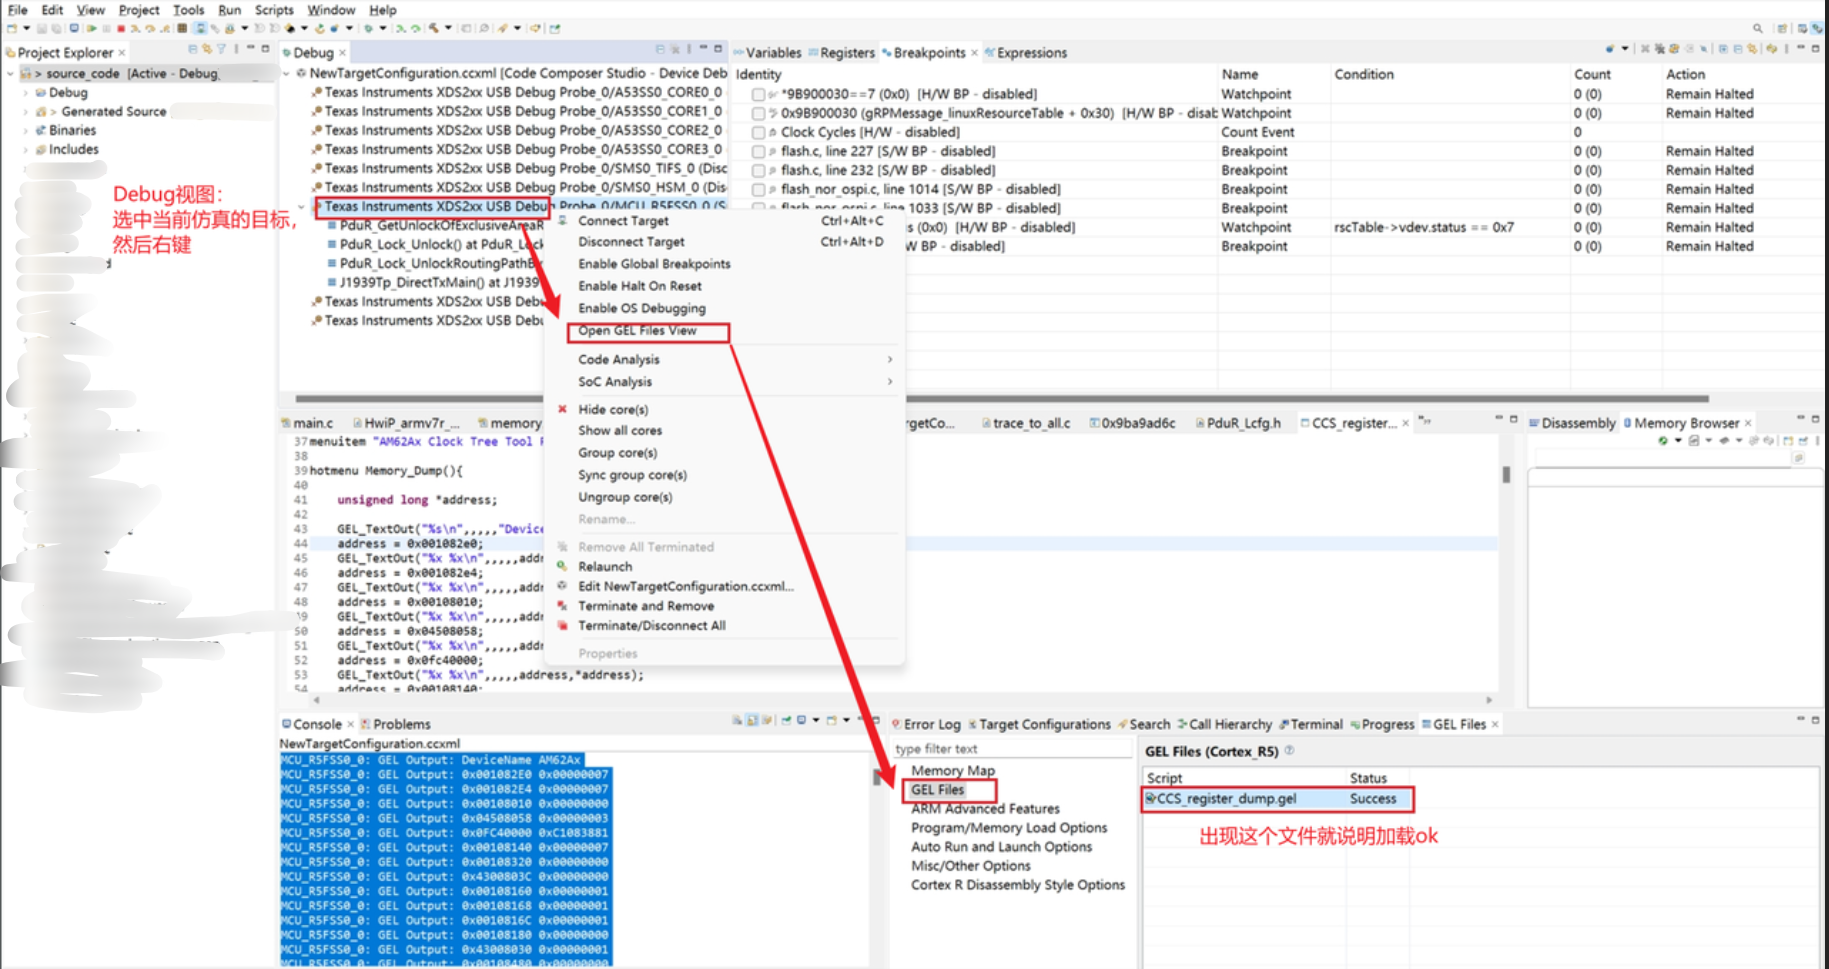 File Edit View Project Tools Run Scripts Window Help
Project Explorer
> source_code [Active - Debug,
Debug
> Generated Source
Binaries
Includes
Debug视图:
选中当前仿真的目标,
然后右键
Debug
NewTargetConfiguration.ccxml [Code Composer Studio - Device Deb
Texas Instruments XDS2xx USB Debug Probe_0/A53SS0_CORE0_0
Texas Instruments XDS2xx USB Debug Probe_0/A53SS0_CORE1_0
Texas Instruments XDS2xx USB Debug Probe_0/A53SS0_CORE2_0
Texas Instruments XDS2xx USB Debug Probe_0/A53SS0_CORE3_0
Texas Instruments XDS2xx USB Debug Probe_0/SMS0_TIFS_0 (Disc
Texas Instruments XDS2xx USB Debug Probe_0/SMS0_HSM_0 (Dis
Texas Instruments XDS2xx USB Debug Probe_0/MCU_R5FSS0_0 (S
PduR_GetUnlockOfExclusiveAreaR
PduR_Lock_Unlock() at PduR_Lock
PduR_Lock_UnlockRoutingPathB
J1939Tp_DirectTxMain() at J1939
Texas Instruments XDS2xx USB Debu
Texas Instruments XDS2xx USB Debu
Connect Target Ctrl+Alt+C
Disconnect Target Ctrl+Alt+D
Enable Global Breakpoints
Enable Halt On Reset
Enable OS Debugging
Open GEL Files View
Code Analysis
SoC Analysis
Hide core(s)
Show all cores
Group core(s)
Sync group core(s)
Ungroup core(s)
Rename...
Remove All Terminated
Relaunch
Edit NewTargetConfiguration.ccxml...
Terminate and Remove
Terminate/Disconnect All
Properties
Variables Registers Breakpoints Expressions
Identity Name Condition Count Action
*9B900030==7 (0x0) [H/W BP - disabled] Watchpoint 0 (0) Remain Halted
0x9B900030 (gRPMessage_linuxResourceTable + 0x30) [H/W BP - disab Watchpoint 0 (0) Remain Halted
Clock Cycles [H/W - disabled] Count Event 0
flash.c, line 227 [S/W BP - disabled] Breakpoint 0 (0) Remain Halted
flash.c, line 232 [S/W BP - disabled] Breakpoint 0 (0) Remain Halted
flash_nor_ospi.c, line 1014 [S/W BP - disabled] Breakpoint 0 (0) Remain Halted
flash_nor_ospi.c, line 1033 [S/W BP - disabled] Breakpoint 0 (0) Remain Halted
s (0x0) [H/W BP - disabled] Watchpoint rscTable->vdev.status == 0x7 0 (0) Remain Halted
W BP - disabled] Breakpoint 0 (0) Remain Halted
main.c HwiP_armv7r_... memory rgetCo... trace_to_all.c 0x9ba9ad6c PduR_Lcfg.h CCS_register...
37 menuitem "AM62Ax Clock Tree Tool
38
39 hotmenu Memory_Dump(){
40
41 unsigned long *address;
42
43 GEL_TextOut("%s\n",,,,,"Device
44 address = 0x001082e0;
45 GEL_TextOut("%x %x\n",,,,,addr
46 address = 0x001082e4;
47 GEL_TextOut("%x %x\n",,,,,addr
48 address = 0x00108010;
49 GEL_TextOut("%x %x\n",,,,,addr
50 address = 0x04508058;
51 GEL_TextOut("%x %x\n",,,,,addr
52 address = 0x0fc40000;
53 GEL_TextOut("%x %x\n",,,,,address,*address);
54 address = 0x00108140;
Disassembly Memory Browser
Console Problems
NewTargetConfiguration.ccxml
MCU_R5FSS0_0: GEL Output: DeviceName AM62Ax
MCU_R5FSS0_0: GEL Output: 0x001082E0 0x00000007
MCU_R5FSS0_0: GEL Output: 0x001082E4 0x00000007
MCU_R5FSS0_0: GEL Output: 0x00108010 0x00000000
MCU_R5FSS0_0: GEL Output: 0x04508058 0x00000003
MCU_R5FSS0_0: GEL Output: 0x0FC40000 0xC1083881
MCU_R5FSS0_0: GEL Output: 0x00108140 0x00000007
MCU_R5FSS0_0: GEL Output: 0x00108320 0x00000000
MCU_R5FSS0_0: GEL Output: 0x4300803C 0x00000000
MCU_R5FSS0_0: GEL Output: 0x00108160 0x00000001
MCU_R5FSS0_0: GEL Output: 0x00108168 0x00000001
MCU_R5FSS0_0: GEL Output: 0x0010816C 0x00000001
MCU_R5FSS0_0: GEL Output: 0x00108180 0x00000000
MCU_R5FSS0_0: GEL Output: 0x43008030 0x00000001
MCU_R5FSS0_0: GEL Output: 0x00108480 0x00000000
Error Log Target Configurations Search Call Hierarchy Terminal Progress GEL Files
type filter text
Memory Map
GEL Files
ARM Advanced Features
Program/Memory Load Options
Auto Run and Launch Options
Misc/Other Options
Cortex R Disassembly Style Options
GEL Files (Cortex_R5)
Script Status
CCS_register_dump.gel Success
出现这个文件就说明加载ok